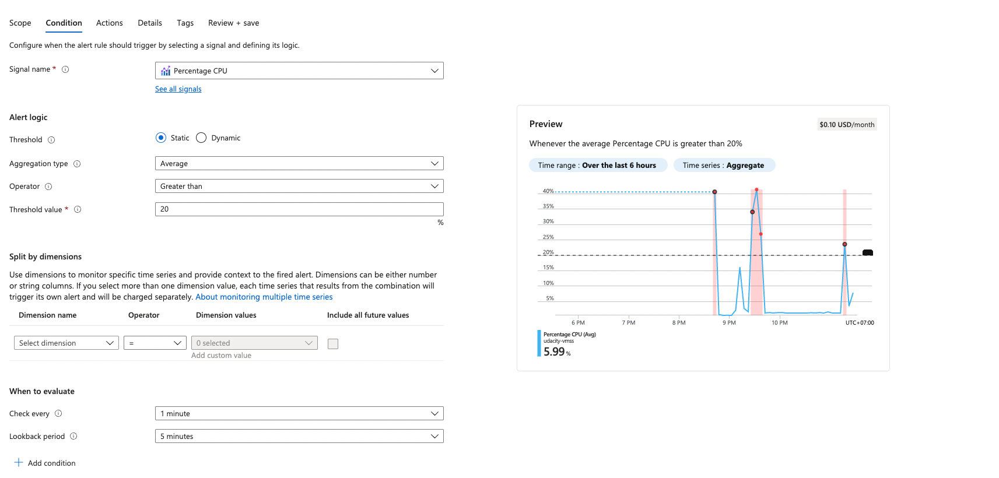 Scope Condition Actions Details Tags Review + save
Configure when the alert rule should trigger by selecting a signal and defining its logic.
Signal name *
Percentage CPU
See all signals
Alert logic
Threshold
Static Dynamic
Aggregation type
Average
Operator
Greater than
Threshold value *
20
%
Split by dimensions
Use dimensions to monitor specific time series and provide context to the fired alert. Dimensions can be either number
or string columns. If you select more than one dimension value, each time series that results from the combination will
trigger its own alert and will be charged separately. About monitoring multiple time series
Dimension name Operator Dimension values Include all future values
Select dimension = 0 selected
Add custom value
When to evaluate
Check every
1 minute
Lookback period
5 minutes
Add condition
Preview
$0.10 USD/month
Whenever the average Percentage CPU is greater than 20%
Time range : Over the last 6 hours Time series : Aggregate
40%
35%
30%
25%
20%
15%
10%
5%
6 PM 7 PM 8 PM 9 PM 10 PM UTC+07:00
Percentage CPU (Avg)
udacity-vmss
5.99 %